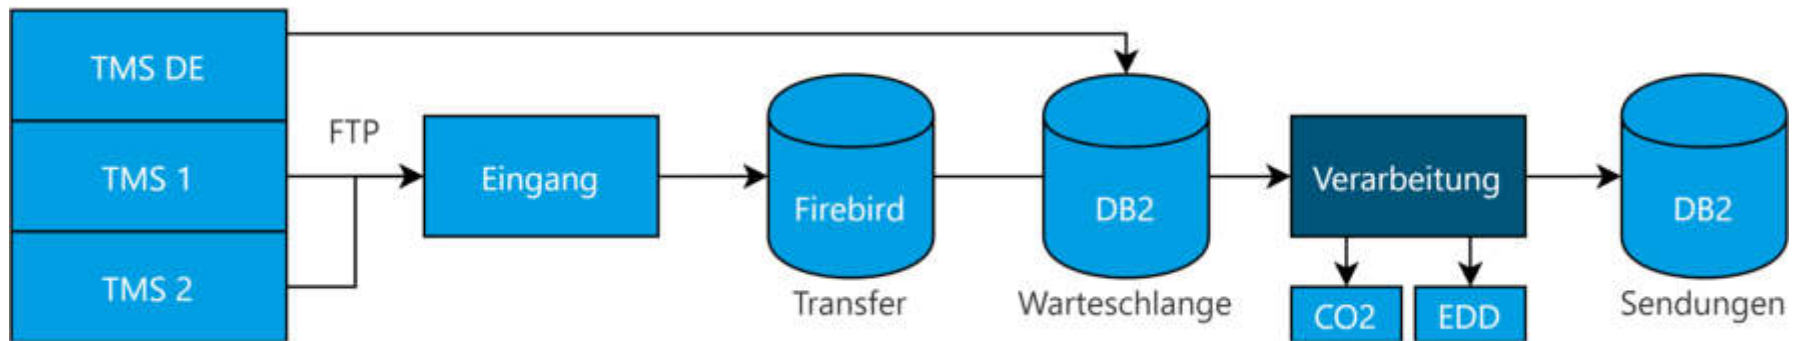 TMS DE
TMS 1
TMS 2
FTP
Eingang
Firebird
Transfer
DB2
Warteschlange
Verarbeitung
CO2
EDD
DB2
Sendungen